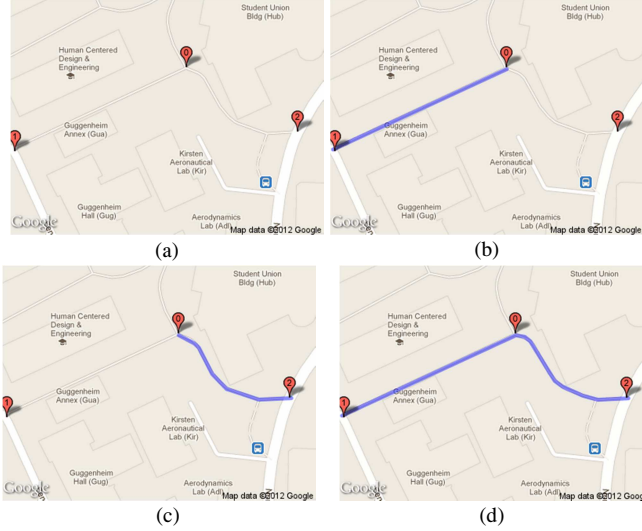 Student Union
Bldg (Hub)
Human Centered
Design &
Engineering
0
2
1
Guggenheim
Annex (Gua)
Kirsten
Aeronautical
Lab (Kir)
Guggenheim
Hall (Gug)
Aerodynamics
Lab (Adl)
Google
Map data ©2012 Google
(a)
Student Union
Bldg (Hub)
Human Centered
Design &
Engineering
0
2
1
Guggenheim
Annex (Gua)
Kirsten
Aeronautical
Lab (Kir)
Guggenheim
Hall (Gug)
Aerodynamics
Lab (Adl)
Google
Map data ©2012 Google
(b)
Student Union
Bldg (Hub)
Human Centered
Design &
Engineering
0
2
1
Guggenheim
Annex (Gua)
Kirsten
Aeronautical
Lab (Kir)
Guggenheim
Hall (Gug)
Aerodynamics
Lab (Adl)
Google
Map data ©2012 Google
(c)
Student Union
Bldg (Hub)
Human Centered
Design &
Engineering
0
2
1
Guggenheim
Annex (Gua)
Kirsten
Aeronautical
Lab (Kir)
Guggenheim
Hall (Gug)
Aerodynamics
Lab (Adl)
Google
Map data ©2012 Google
(d)